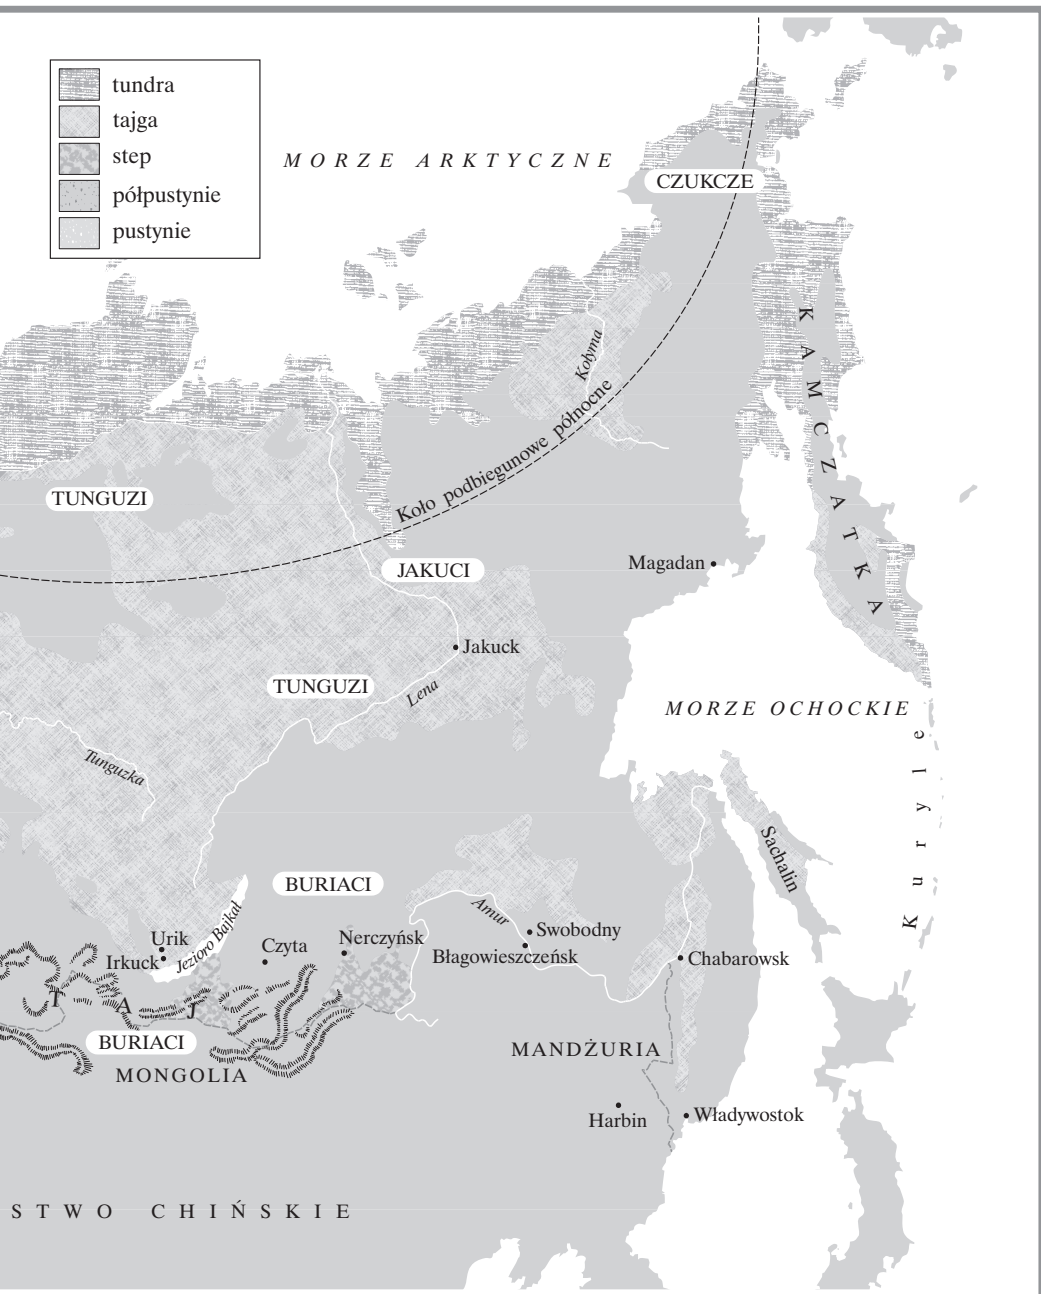 tundra
tajga
step
półpustynie
pustynie
MORZE ARKTYCZNE
CZUKCZE
KAMCZATKA
Kołyma
Koło podbiegunowe północne
TUNGUZI
Magadan
JAKUCI
Jakuck
TUNGUZI
Lena
MORZE OCHOCKIE
Kuryle
Tunguzka
Sachalin
BURIACI
Amur
Swobodny
Urik
Jezioro Bajkał
Czyta
Nerczyńsk
Błagowieszczeńsk
Irkuck
Chabarowsk
T A J
BURIACI
MANDŻURIA
MONGOLIA
Harbin
Władywostok
STWO CHIŃSKIE